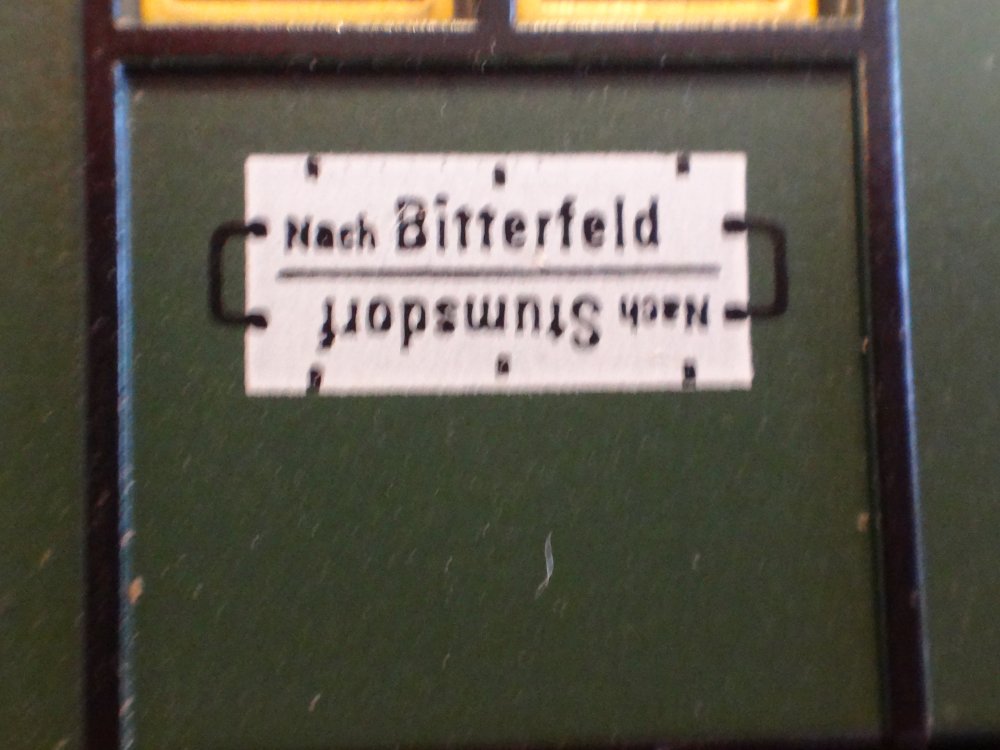 Nach Bitterfeld
Nach Stumsdorf